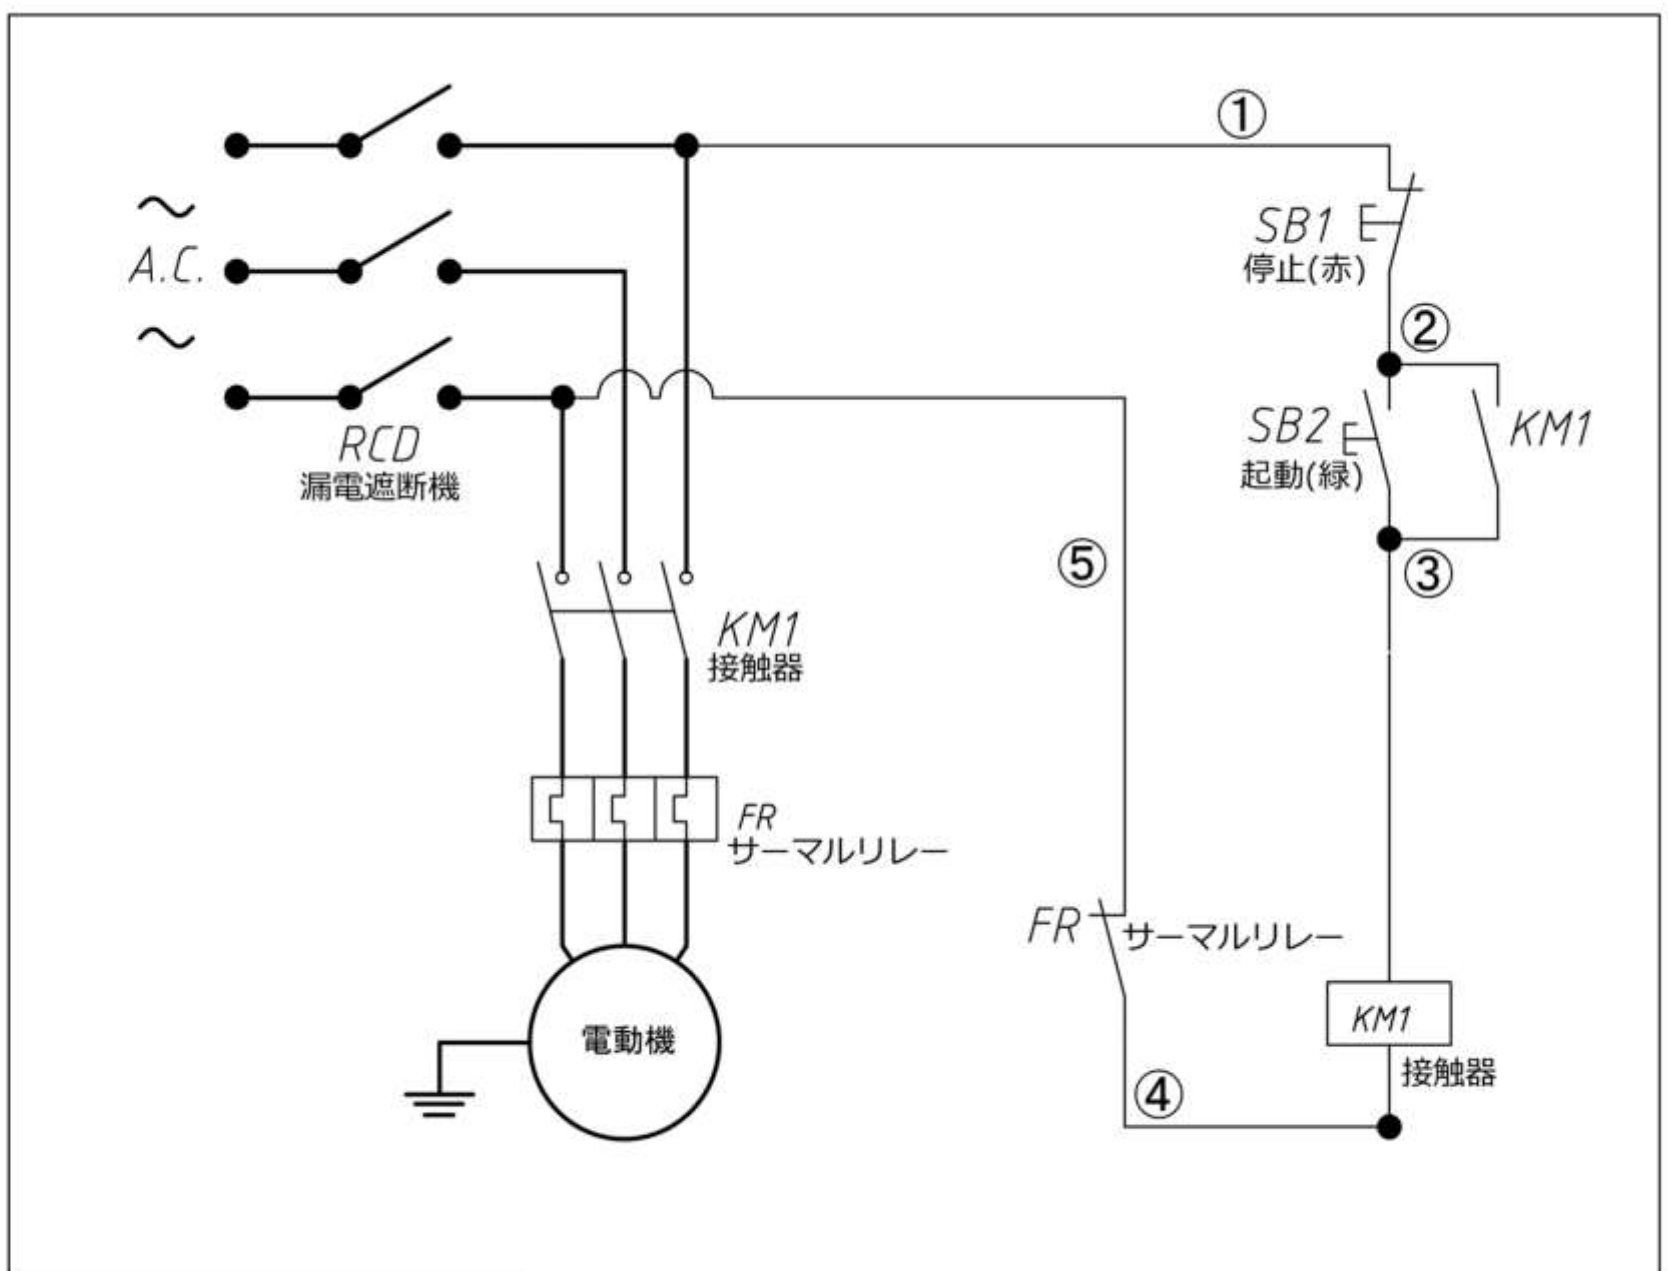 ①
SB1
停止(赤)
A.C.
②
SB2
起動(緑)
KM1
RCD
漏電遮断機
⑤
③
KM1
接触器
FR
サーマルリレー
FR
サーマルリレー
KM1
接触器
電動機
④